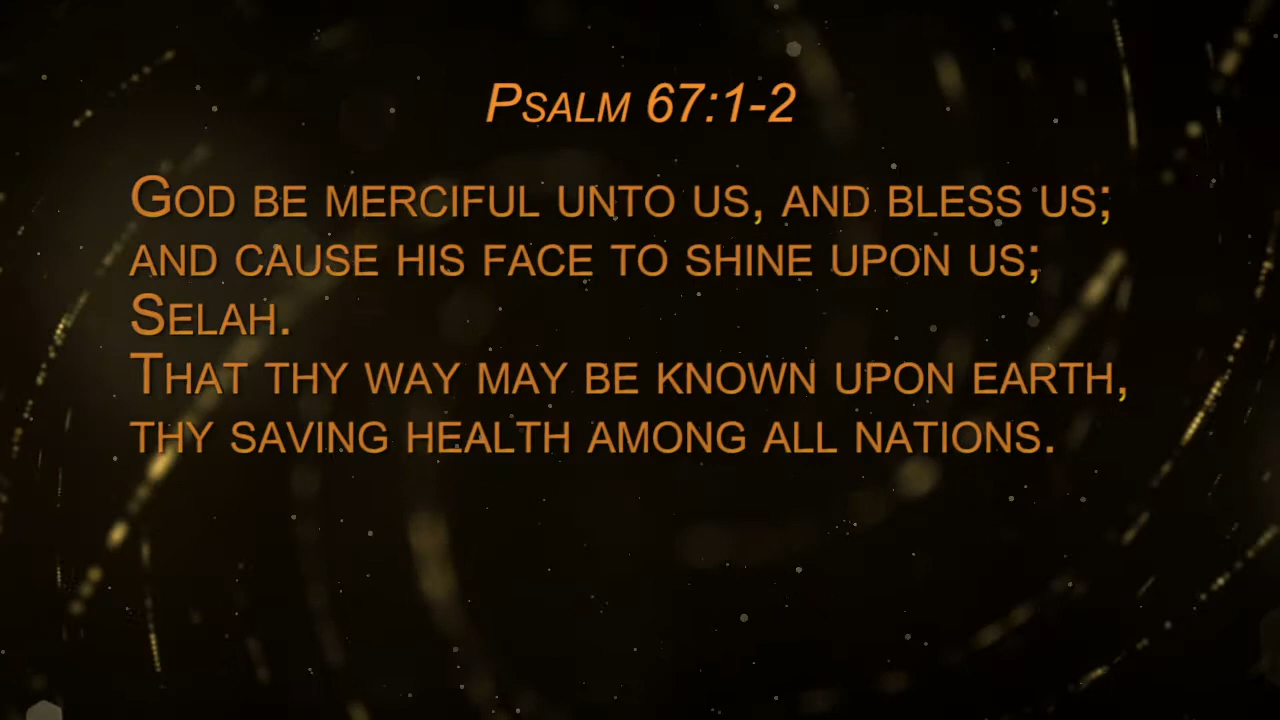 Psalm 67:1-2
God be merciful unto us, and bless us;
and cause his face to shine upon us;
Selah.
That thy way may be known upon earth,
thy saving health among all nations.